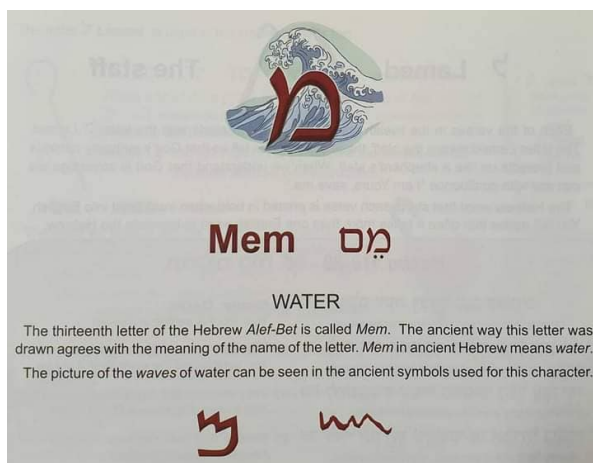 מ
Mem מֵם
WATER
The thirteenth letter of the Hebrew Alef-Bet is called Mem. The ancient way this letter was
drawn agrees with the meaning of the name of the letter. Mem in ancient Hebrew means water.
The picture of the waves of water can be seen in the ancient symbols used for this character.